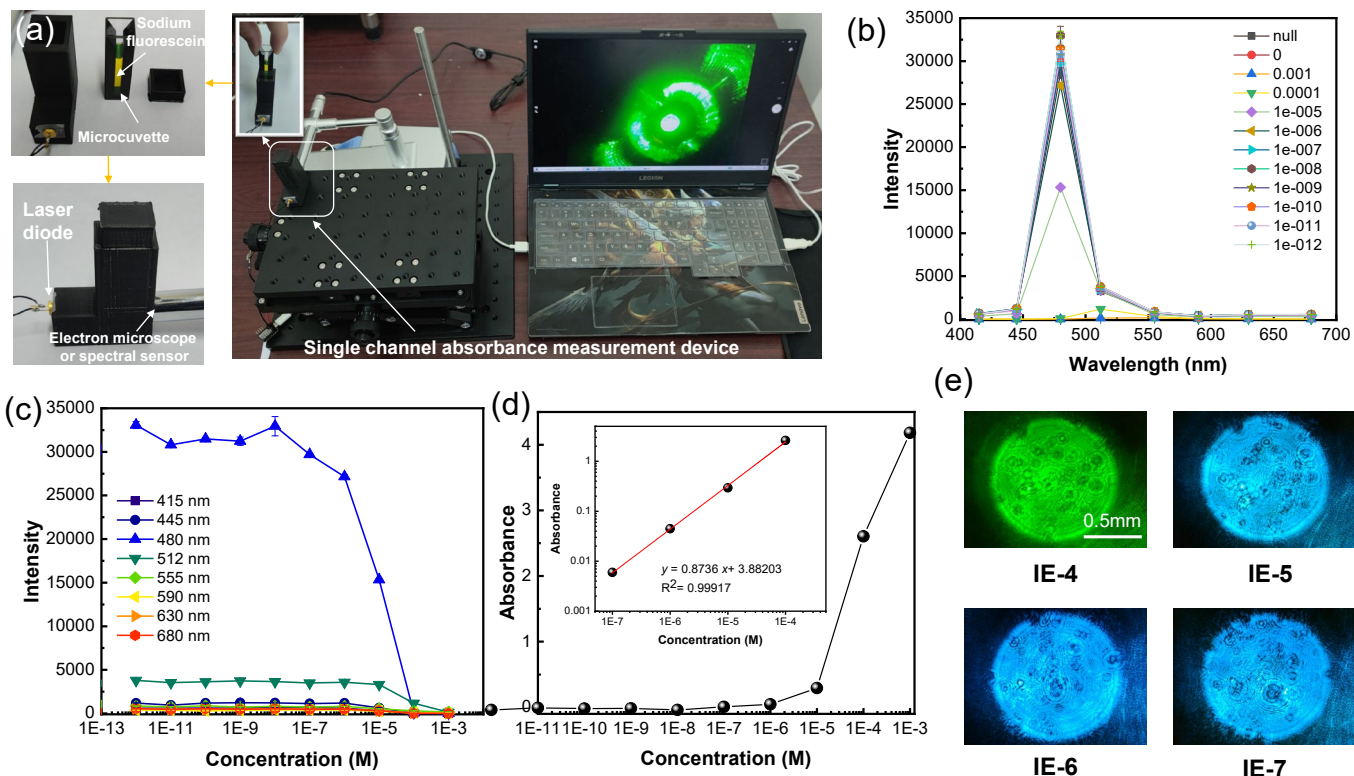 (a)
Sodium
fluorescein
Microcuvette
Laser
diode
Electron microscope
or spectral sensor
LEGION
Single channel absorbance measurement device
(b)
35000
30000
25000
20000
15000
10000
5000
0
Intensity
400
450
500
550
600
650
700
Wavelength (nm)
null
0
0.001
0.0001
1e-005
1e-006
1e-007
1e-008
1e-009
1e-010
1e-011
1e-012
(c)
35000
30000
25000
20000
15000
10000
5000
0
Intensity
415 nm
445 nm
480 nm
512 nm
555 nm
590 nm
630 nm
680 nm
1E-13
1E-11
1E-9
1E-7
1E-5
1E-3
Concentration (M)
(d)
4
3
2
1
0
Absorbance
1
0.1
0.01
0.001
Absorbance
y = 0.8736 x+ 3.88203
R2= 0.99917
1E-7
1E-6
1E-5
1E-4
Concentration (M)
1E-11
1E-10
1E-9
1E-8
1E-7
1E-6
1E-5
1E-4
1E-3
Concentration (M)
(e)
0.5mm
IE-4
IE-5
IE-6
IE-7